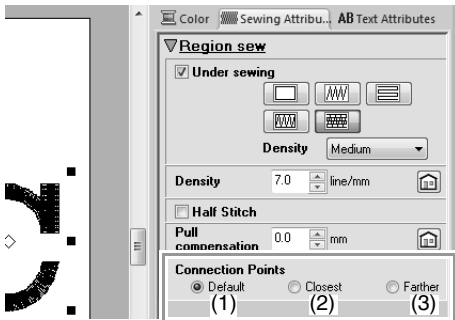 Color Sewing Attribu... AB Text Attributes
Region sew
Under sewing
Density Medium
Density 7.0 line/mm
Half Stitch
Pull compensation 0.0 mm
Connection Points
Default Closest Farther
(1) (2) (3)